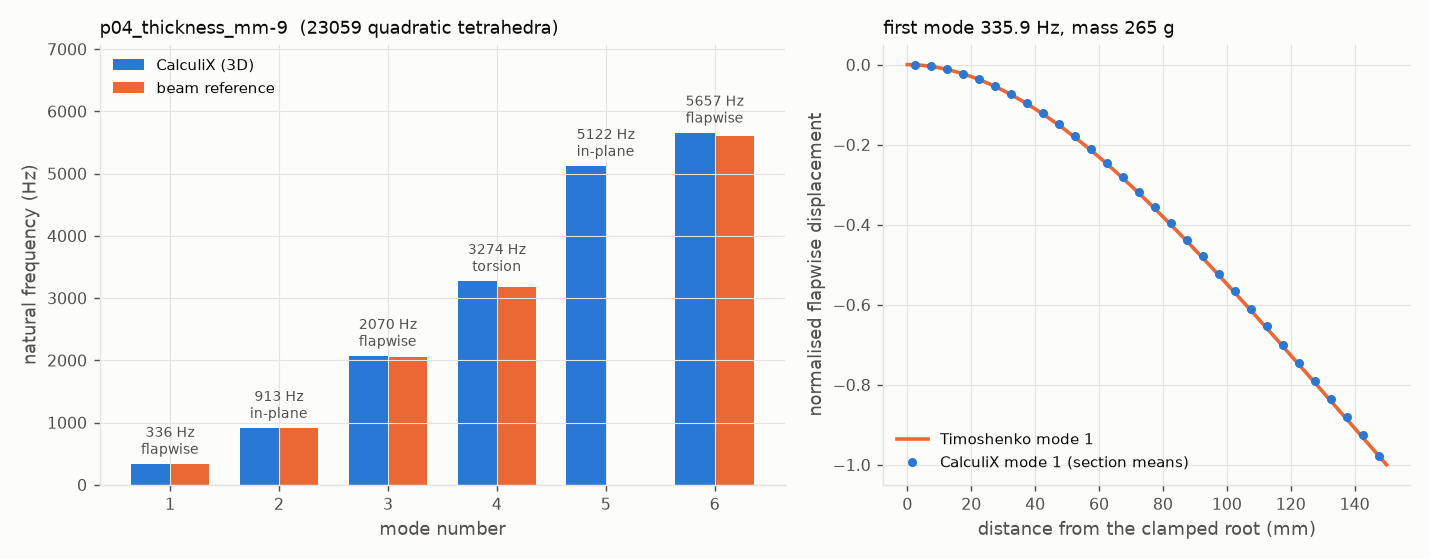 p04_thickness_mm-9  (23059 quadratic tetrahedra)
CalculiX (3D)
beam reference
natural frequency (Hz)
7000
6000
5000
4000
3000
2000
1000
0
336 Hz
flapwise
913 Hz
in-plane
2070 Hz
flapwise
3274 Hz
torsion
5122 Hz
in-plane
5657 Hz
flapwise
1
2
3
4
5
6
mode number
first mode 335.9 Hz, mass 265 g
normalised flapwise displacement
0.0
−0.2
−0.4
−0.6
−0.8
−1.0
Timoshenko mode 1
CalculiX mode 1 (section means)
0
20
40
60
80
100
120
140
distance from the clamped root (mm)